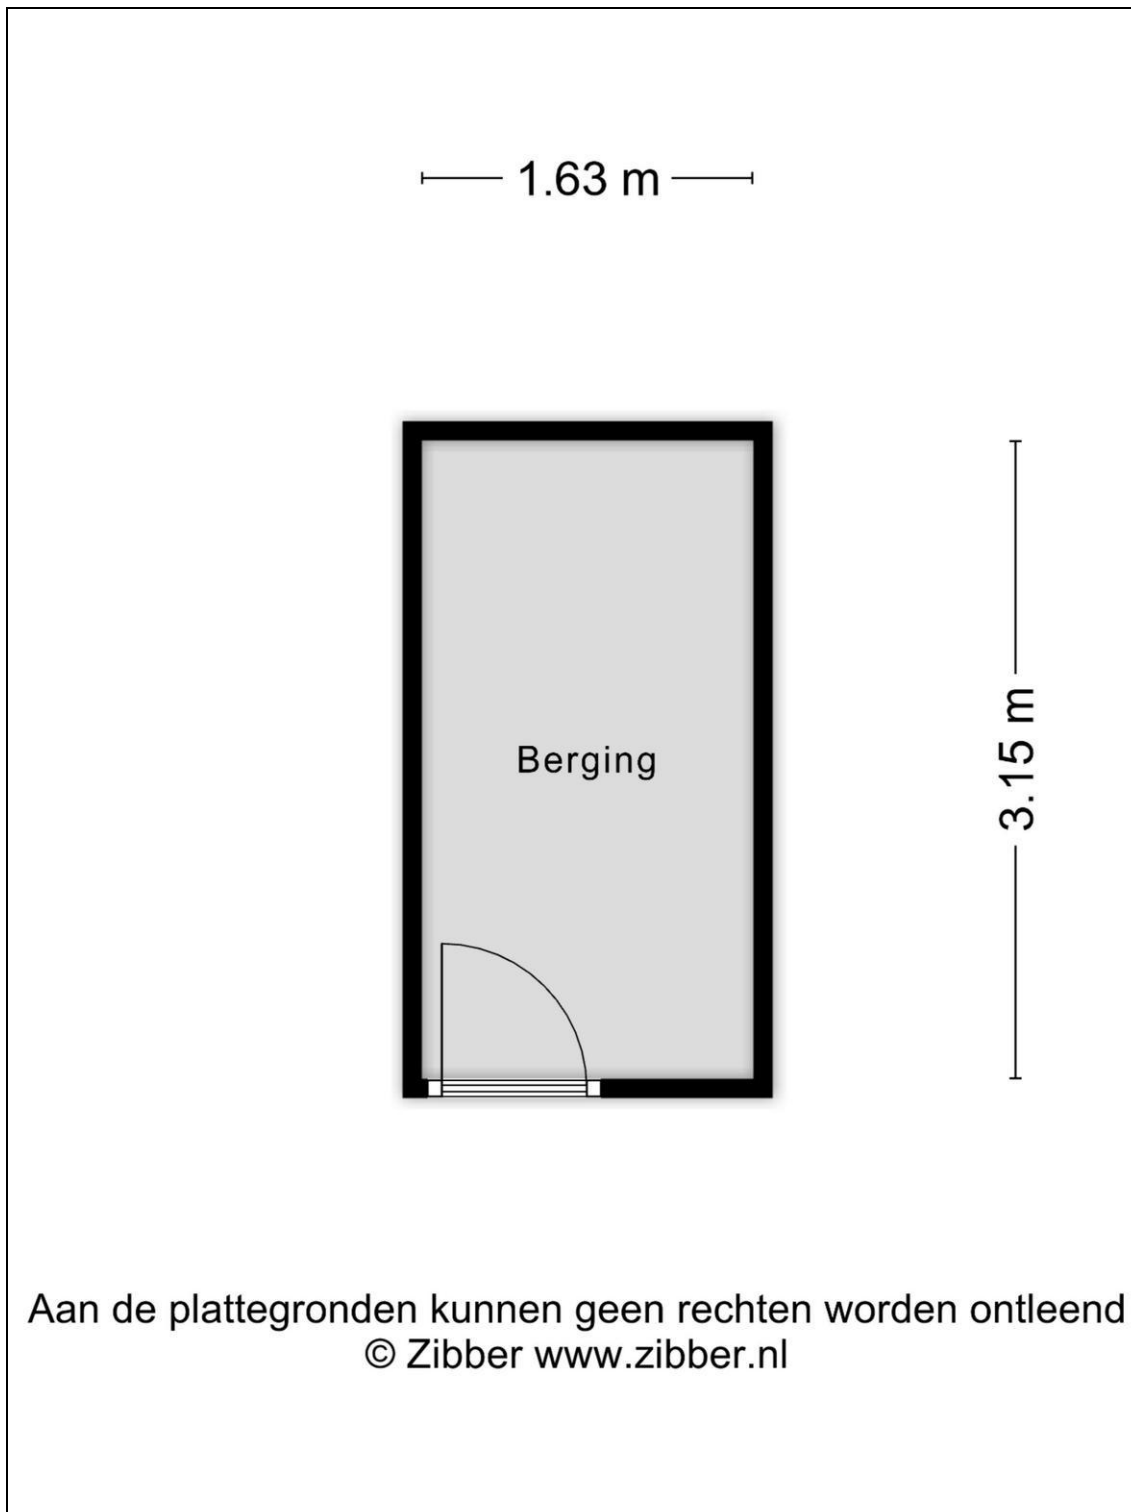 1.63 m
Berging
3.15 m
Aan de plattegronden kunnen geen rechten worden ontleend
© Zibber www.zibber.nl